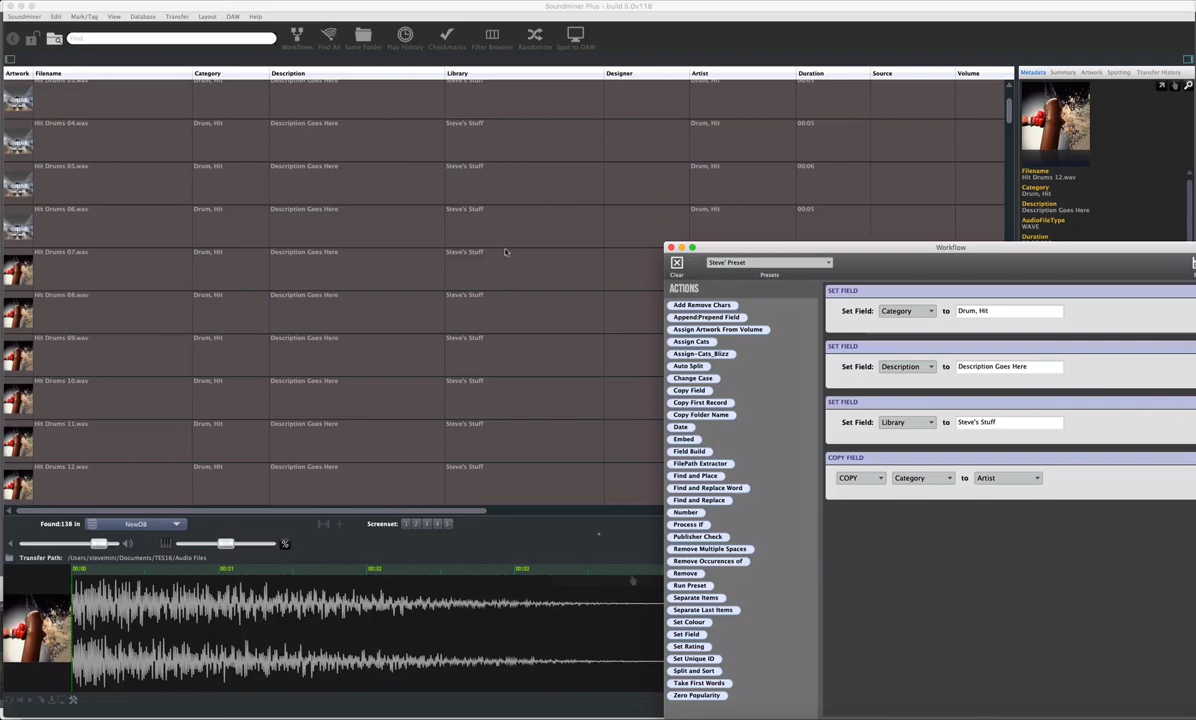 Soundminer Plus - build 5.0v118
Soundminer Edit Mark/Tag View Database Transfer Layout DAW Help
Find
Workflows Find All Same Folder Play History Checkmarks Filter Browser Randomize Spot to DAW
Artwork Filename Category Description Library Designer Artist Duration Source Volume
Metadata Summary Artwork Spotting Transfer History
Hit Drums 04.wav Drum, Hit Description Goes Here Steve's Stuff Drum, Hit 00:05
Hit Drums 05.wav Drum, Hit Description Goes Here Steve's Stuff Drum, Hit 00:06
Hit Drums 06.wav Drum, Hit Description Goes Here Steve's Stuff Drum, Hit 00:05
Hit Drums 07.wav Drum, Hit Description Goes Here Steve's Stuff
Hit Drums 08.wav Drum, Hit Description Goes Here Steve's Stuff
Hit Drums 09.wav Drum, Hit Description Goes Here Steve's Stuff
Hit Drums 10.wav Drum, Hit Description Goes Here Steve's Stuff
Hit Drums 11.wav Drum, Hit Description Goes Here Steve's Stuff
Hit Drums 12.wav Drum, Hit Description Goes Here Steve's Stuff
Filename
Hit Drums 12.wav
Category
Drum, Hit
Description
Description Goes Here
AudioFileType
WAVE
Duration
Workflow
Steve' Preset
Clear Presets
ACTIONS
Add Remove Chars
Append:Prepend Field
Assign Artwork From Volume
Assign Cats
Assign-Cats_Blizz
Auto Split
Change Case
Copy Field
Copy First Record
Copy Folder Name
Date
Embed
Field Build
FilePath Extractor
Find and Place
Find and Replace Word
Find and Replace
Number
Process If
Publisher Check
Remove Multiple Spaces
Remove Occurences of
Remove
Run Preset
Separate Items
Separate Last Items
Set Colour
Set Field
Set Rating
Set Unique ID
Split and Sort
Take First Words
Zero Popularity
SET FIELD
Set Field: Category to Drum, Hit
SET FIELD
Set Field: Description to Description Goes Here
SET FIELD
Set Field: Library to Steve's Stuff
COPY FIELD
COPY Category to Artist
Found:138 in NewDB Screenset: 1 2 3 4 5
%
Transfer Path: /Users/stevemini/Documents/TES16/Audio Files
00:00 00:01 00:02 00:03